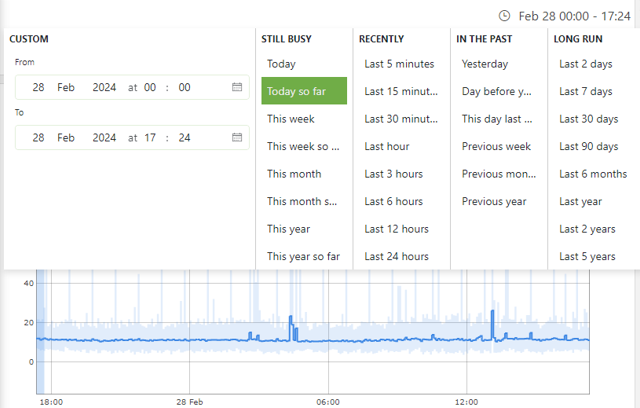 Feb 28 00:00 - 17:24
CUSTOM
From
28 Feb 2024 at 00 : 00
To
28 Feb 2024 at 17 : 24
STILL BUSY
Today
Today so far
This week
This week so ...
This month
This month s...
This year
This year so far
RECENTLY
Last 5 minutes
Last 15 minut...
Last 30 minut...
Last hour
Last 3 hours
Last 6 hours
Last 12 hours
Last 24 hours
IN THE PAST
Yesterday
Day before y...
This day last ...
Previous week
Previous mon...
Previous year
LONG RUN
Last 2 days
Last 7 days
Last 30 days
Last 90 days
Last 6 months
Last year
Last 2 years
Last 5 years
40
20
0
18:00 28 Feb 06:00 12:00